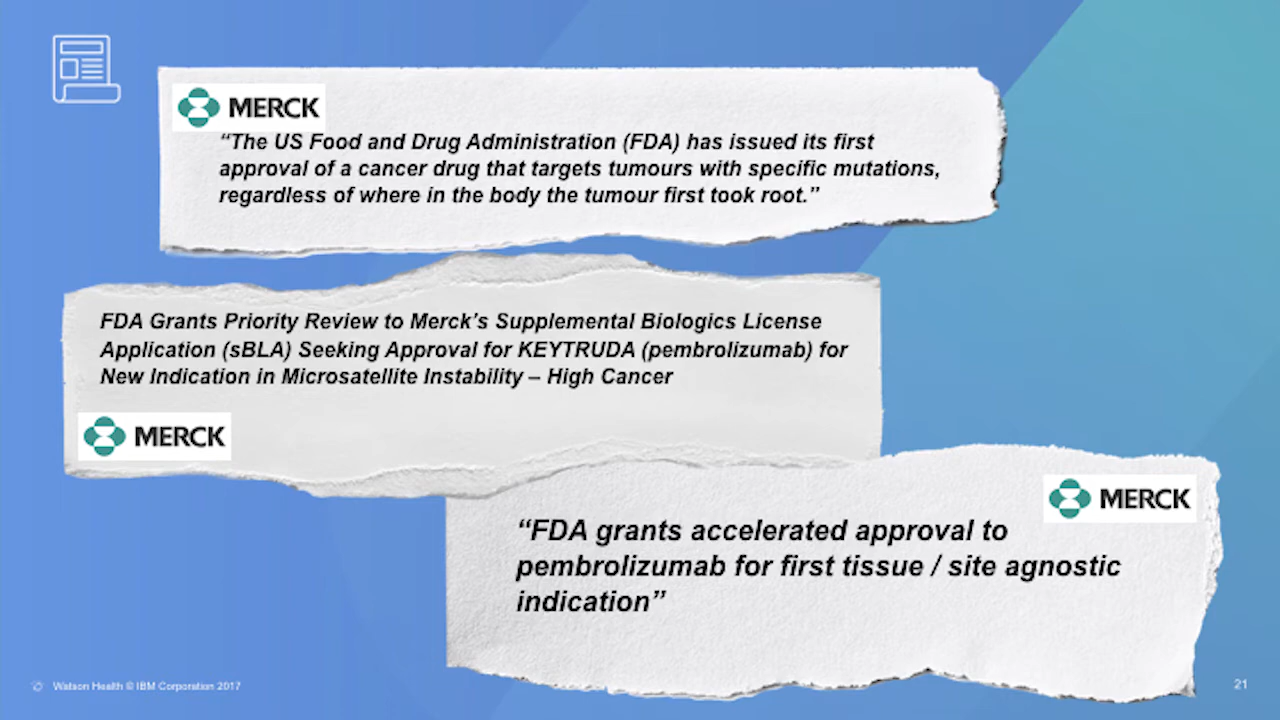 MERCK
“The US Food and Drug Administration (FDA) has issued its first
approval of a cancer drug that targets tumours with specific mutations,
regardless of where in the body the tumour first took root.”
FDA Grants Priority Review to Merck’s Supplemental Biologics License
Application (sBLA) Seeking Approval for KEYTRUDA (pembrolizumab) for
New Indication in Microsatellite Instability – High Cancer
MERCK
MERCK
“FDA grants accelerated approval to
pembrolizumab for first tissue / site agnostic
indication”
Watson Health © IBM Corporation 2017
21